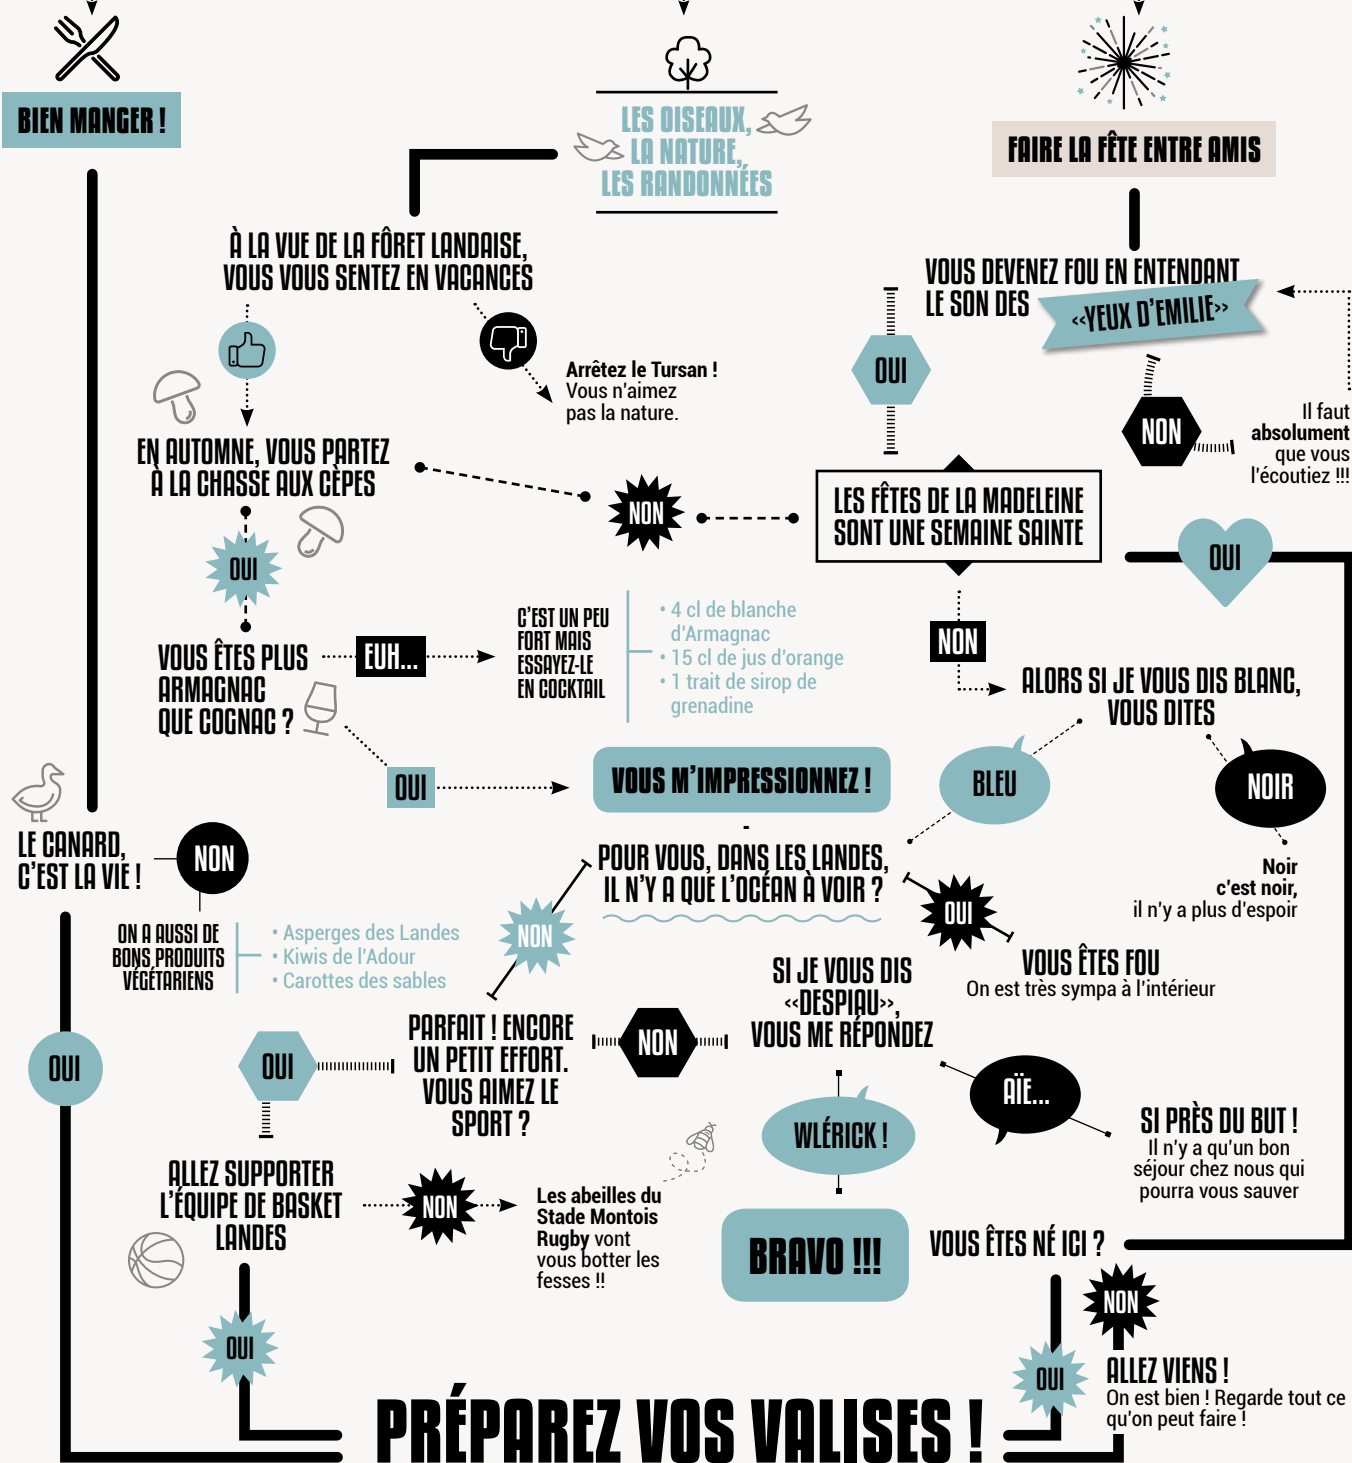 BIEN MANGER !
LES OISEAUX,
LA NATURE,
LES RANDONNÉES
FAIRE LA FÊTE ENTRE AMIS
À LA VUE DE LA FÔRET LANDAISE,
VOUS VOUS SENTEZ EN VACANCES
VOUS DEVENEZ FOU EN ENTENDANT
LE SON DES
«YEUX D'EMILIE»
OUI
Arrêtez le Tursan !
Vous n'aimez
pas la nature.
NON
Il faut
absolument
que vous
l'écoutiez !!!
EN AUTOMNE, VOUS PARTEZ
À LA CHASSE AUX CÈPES
NON
LES FÊTES DE LA MADELEINE
SONT UNE SEMAINE SAINTE
OUI
OUI
NON
VOUS ÊTES PLUS
ARMAGNAC
QUE COGNAC ?
EUH...
C'EST UN PEU
FORT MAIS
ESSAYEZ-LE
EN COCKTAIL
• 4 cl de blanche
d'Armagnac
• 15 cl de jus d'orange
• 1 trait de sirop de
grenadine
ALORS SI JE VOUS DIS BLANC,
VOUS DITES
OUI
VOUS M'IMPRESSIONNEZ !
BLEU
NOIR
Noir
c'est noir,
il n'y a plus d'espoir
LE CANARD,
C'EST LA VIE !
NON
ON A AUSSI DE
BONS PRODUITS
VÉGÉTARIENS
• Asperges des Landes
• Kiwis de l'Adour
• Carottes des sables
POUR VOUS, DANS LES LANDES,
IL N'Y A QUE L'OCÉAN À VOIR ?
NON
OUI
VOUS ÊTES FOU
On est très sympa à l'intérieur
SI JE VOUS DIS
«DESPIAU»,
VOUS ME RÉPONDEZ
OUI
OUI
PARFAIT ! ENCORE
UN PETIT EFFORT.
VOUS AIMEZ LE
SPORT ?
NON
WLÉRICK !
AÏE...
SI PRÈS DU BUT !
Il n'y a qu'un bon
séjour chez nous qui
pourra vous sauver
ALLEZ SUPPORTER
L'ÉQUIPE DE BASKET
LANDES
NON
Les abeilles du
Stade Montois
Rugby vont
vous botter les
fesses !!
BRAVO !!!
VOUS ÊTES NÉ ICI ?
NON
OUI
OUI
ALLEZ VIENS !
On est bien ! Regarde tout ce
qu'on peut faire !
PRÉPAREZ VOS VALISES !